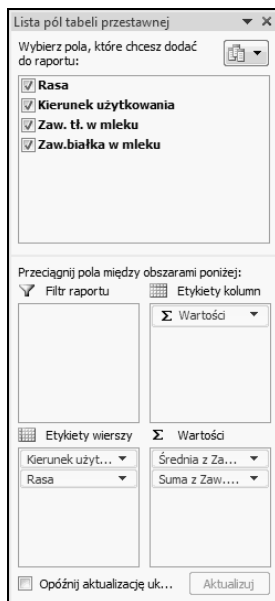 Lista pól tabeli przestawnej
Wybierz pola, które chcesz dodać
do raportu:
Rasa
Kierunek użytkowania
Zaw. tł. w mleku
Zaw.białka w mleku
Przeciągnij pola między obszarami poniżej:
Filtr raportu
Etykiety kolumn
Σ Wartości
Etykiety wierszy
Σ Wartości
Kierunek użyt...
Średnia z Za...
Rasa
Suma z Zaw....
Opóźnij aktualizację uk...
Aktualizuj